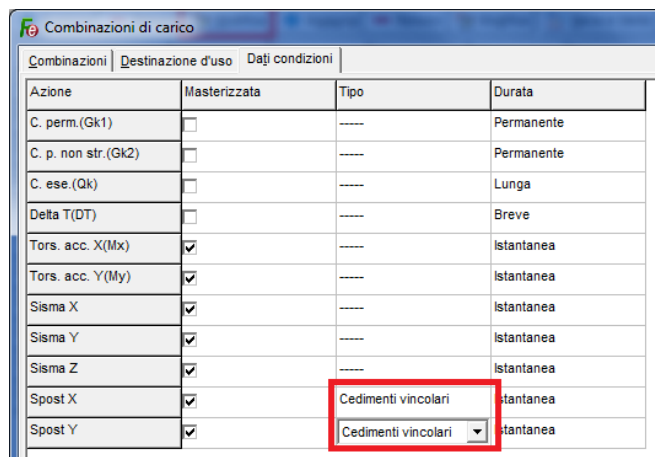 Combinazioni di carico
Combinazioni Destinazione d'uso Dati condizioni
Azione Masterizzata Tipo Durata
C. perm.(Gk1) ----- Permanente
C. p. non str.(Gk2) ----- Permanente
C. ese.(Qk) ----- Lunga
Delta T(DT) ----- Breve
Tors. acc. X(Mx) ----- Istantanea
Tors. acc. Y(My) ----- Istantanea
Sisma X ----- Istantanea
Sisma Y ----- Istantanea
Sisma Z ----- Istantanea
Spost X Cedimenti vincolari Istantanea
Spost Y Cedimenti vincolari Istantanea